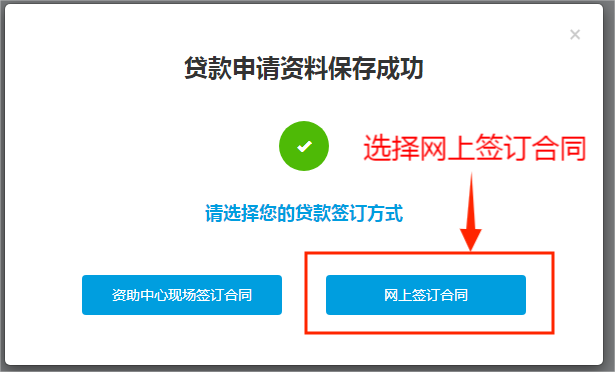 ×
贷款申请资料保存成功
选择网上签订合同
请选择您的贷款签订方式
资助中心现场签订合同
网上签订合同